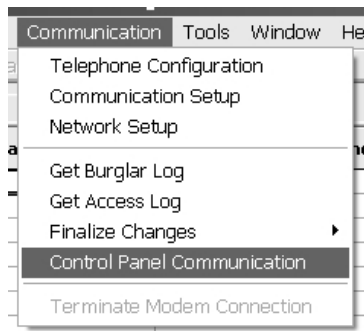 Communication Tools Window He
Telephone Configuration
Communication Setup
Network Setup
Get Burglar Log
Get Access Log
Finalize Changes
Control Panel Communication
Terminate Modem Connection